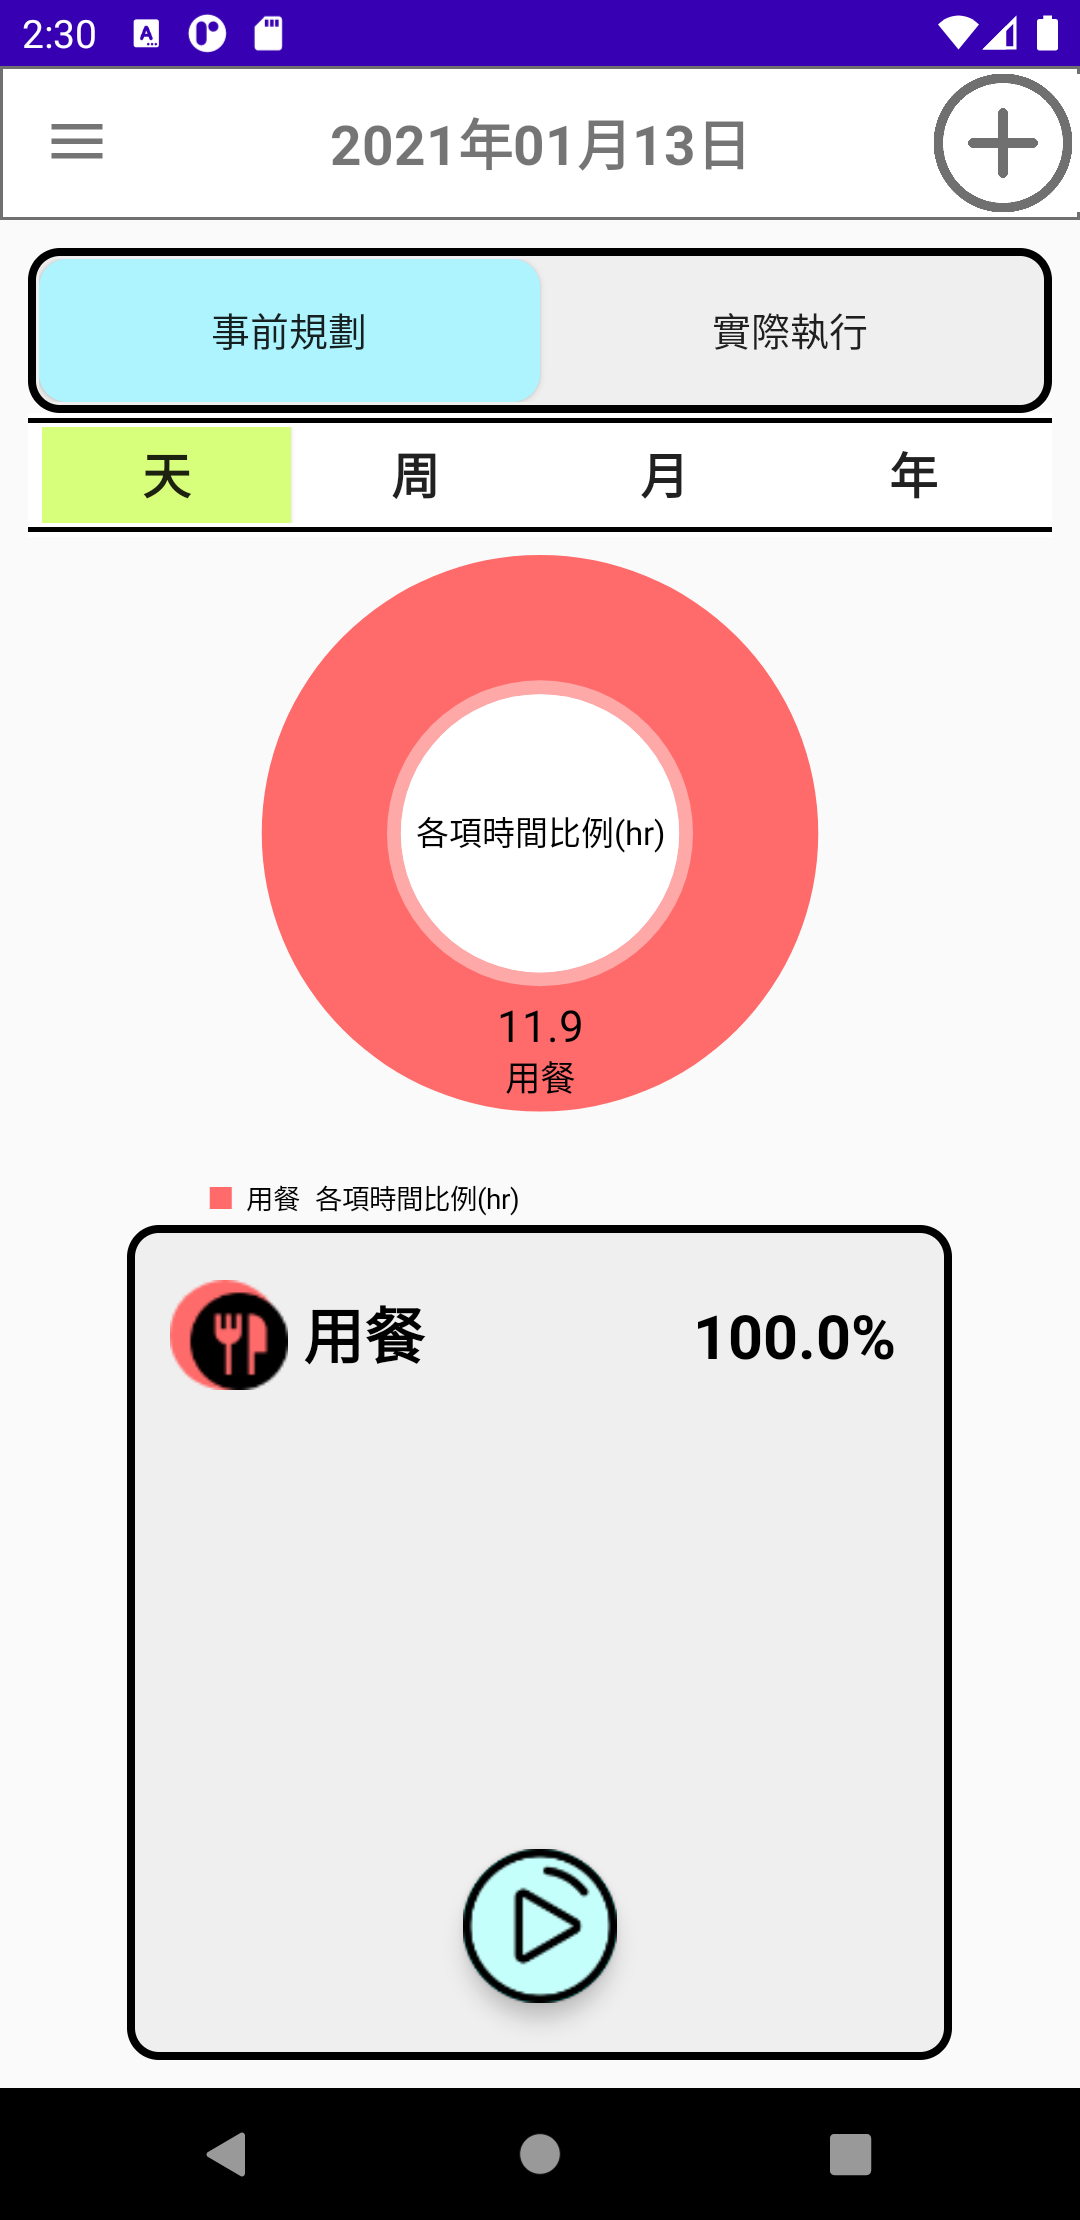 2:30
2021年01月13日
事前規劃 實際執行
天 周 月 年
各項時間比例(hr)
11.9
用餐
用餐 各項時間比例(hr)
用餐 100.0%